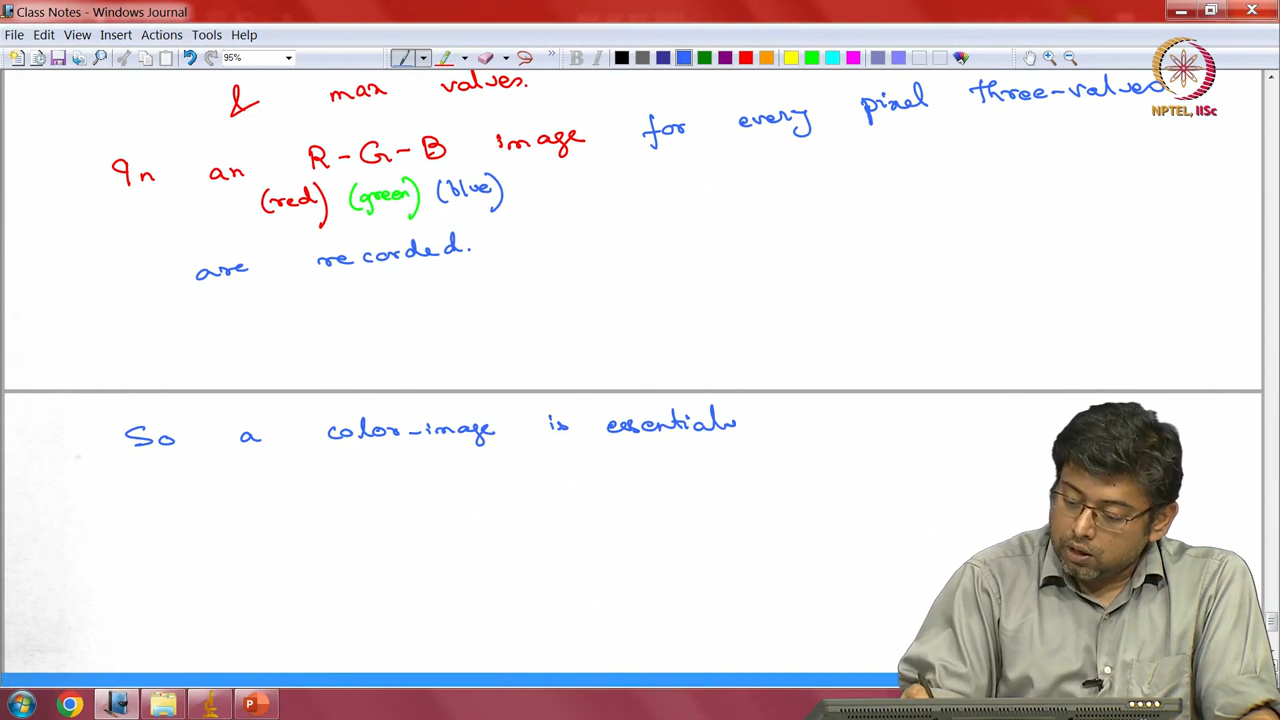 Class Notes - Windows Journal
File Edit View Insert Actions Tools Help
95%
NPTEL, IISc
& max values.
In an R-G-B image for every pixel three-values
(red) (green) (blue)
are recorded.
So a color-image is essentials